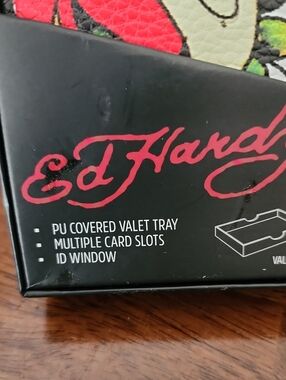 Ed Hardy
PU COVERED VALET TRAY
MULTIPLE CARD SLOTS
ID WINDOW